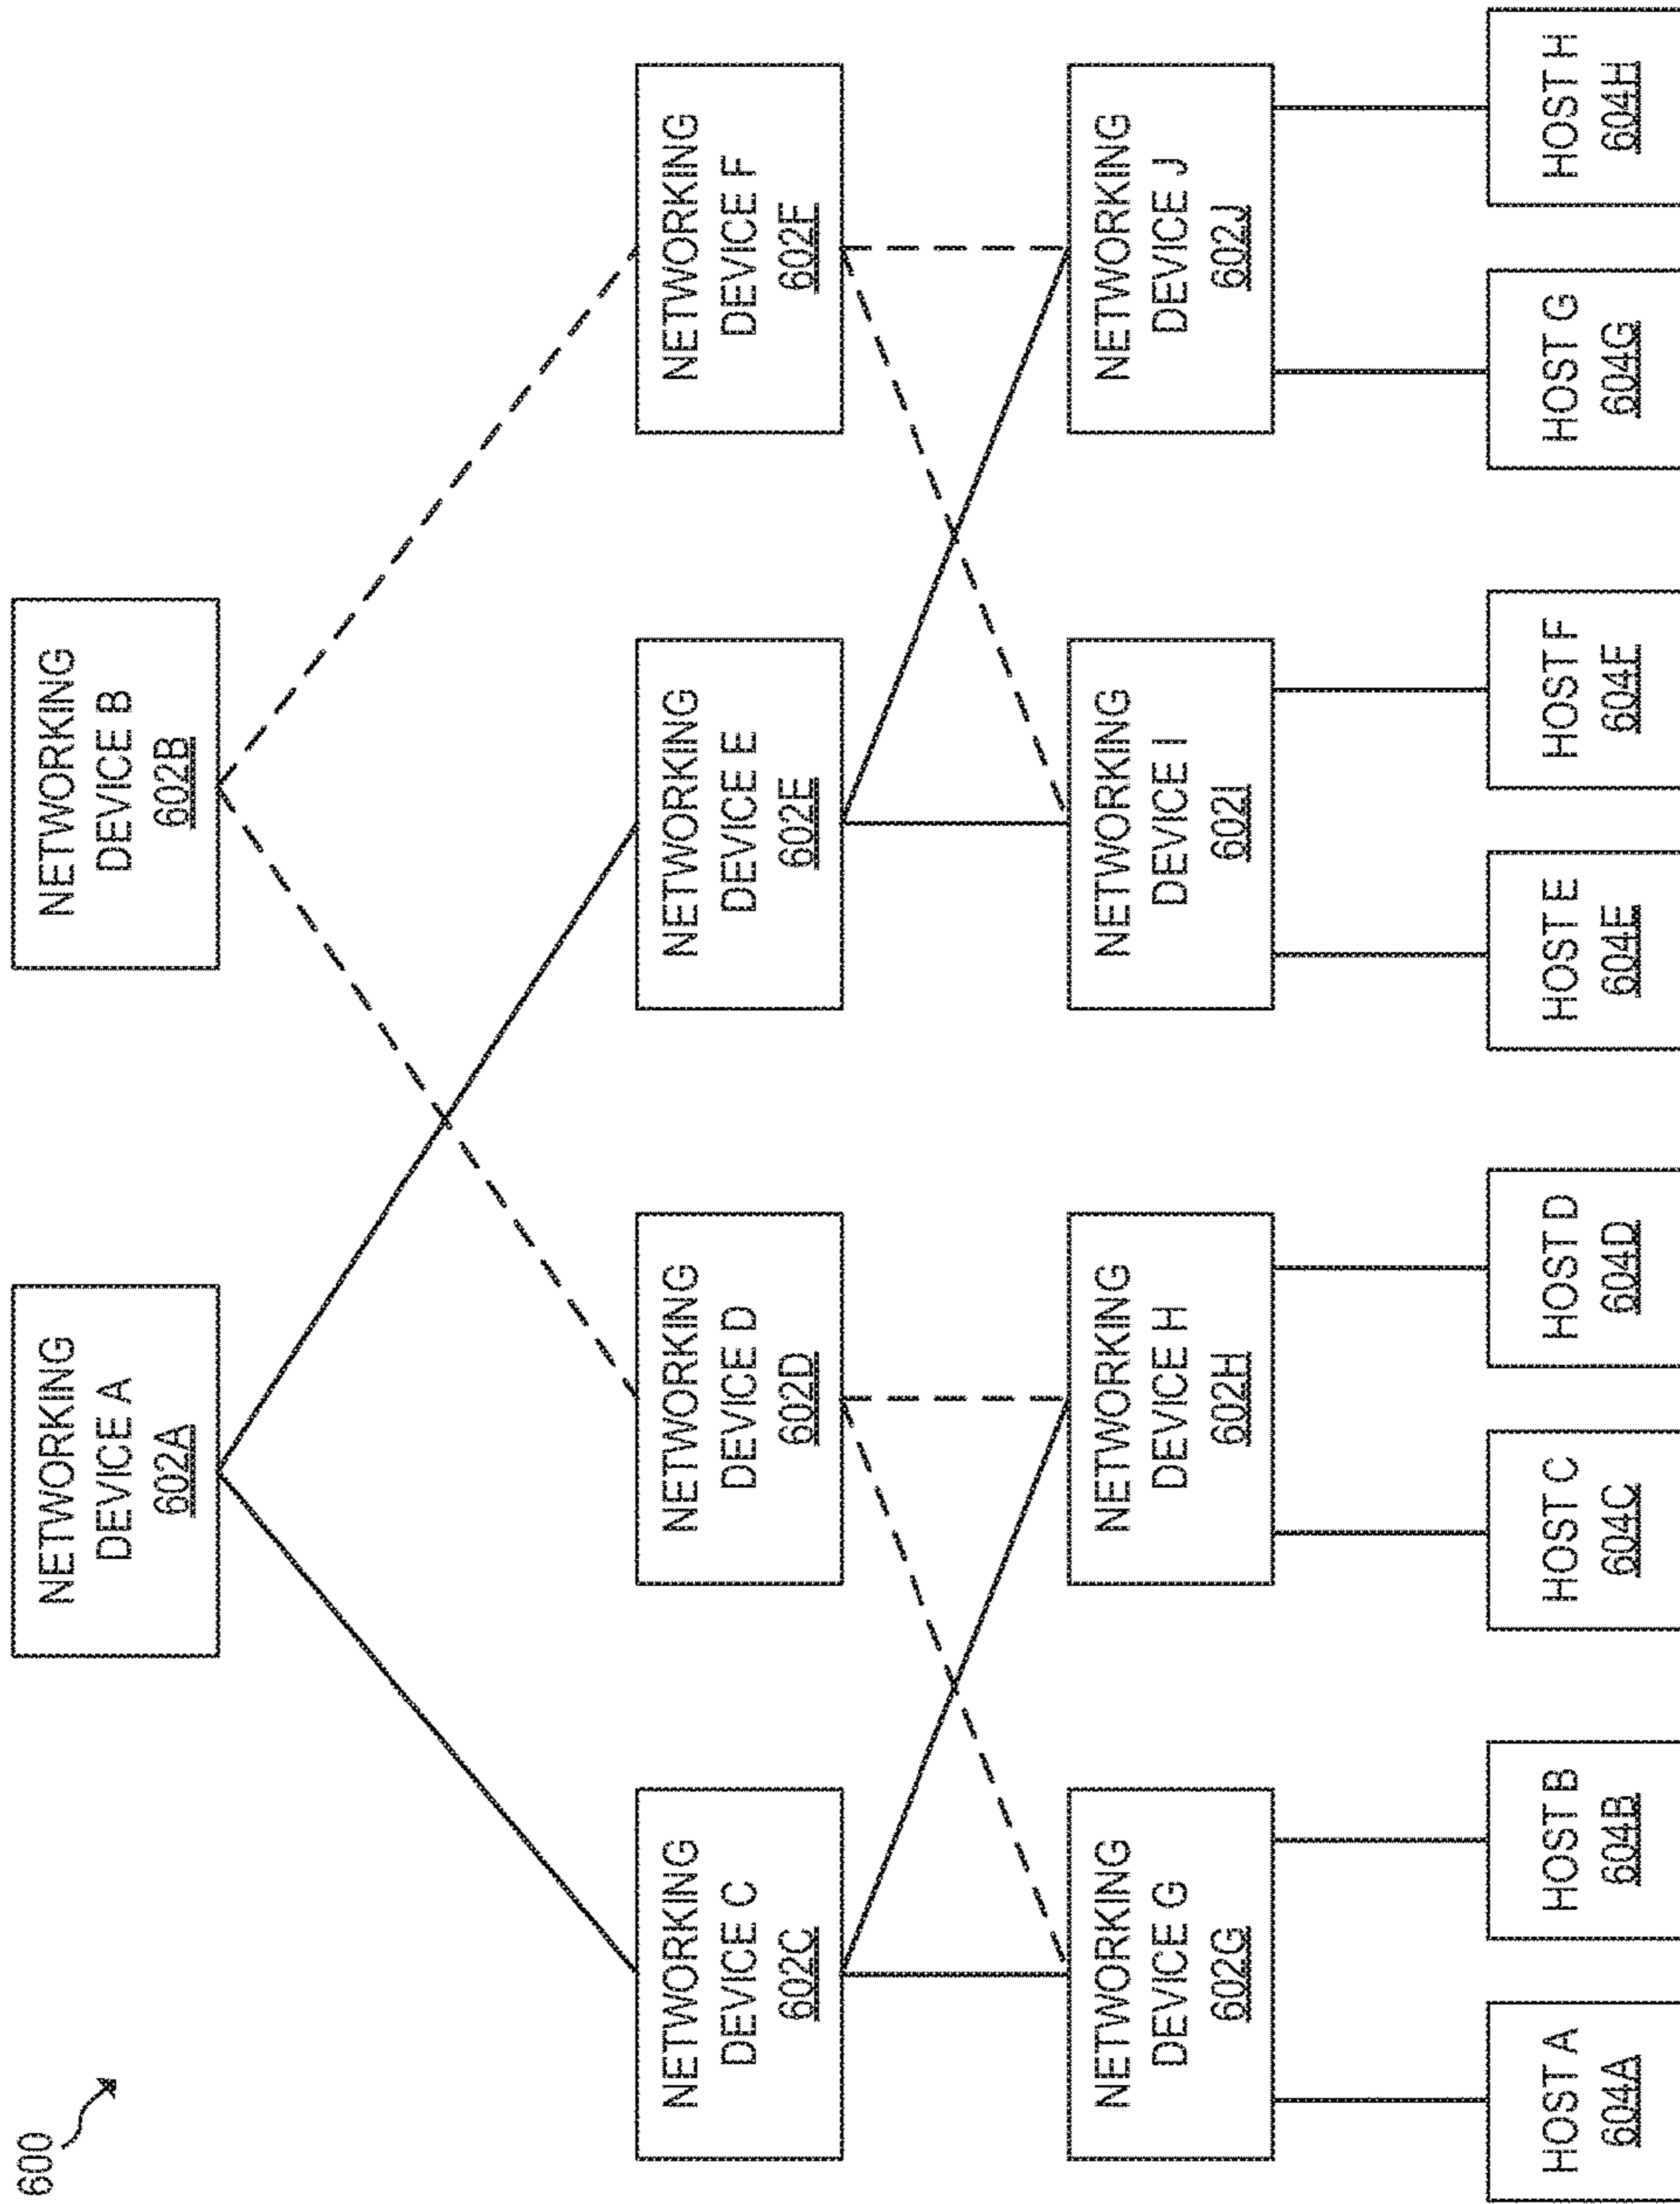 600
NETWORKING
DEVICE A
602A
NETWORKING
DEVICE B
602B
NETWORKING
DEVICE C
602C
NETWORKING
DEVICE D
602D
NETWORKING
DEVICE E
602E
NETWORKING
DEVICE F
602F
NETWORKING
DEVICE G
602G
NETWORKING
DEVICE H
602H
NETWORKING
DEVICE I
602I
NETWORKING
DEVICE J
602J
HOST A
604A
HOST B
604B
HOST C
604C
HOST D
604D
HOST E
604E
HOST F
604F
HOST G
604G
HOST H
604H